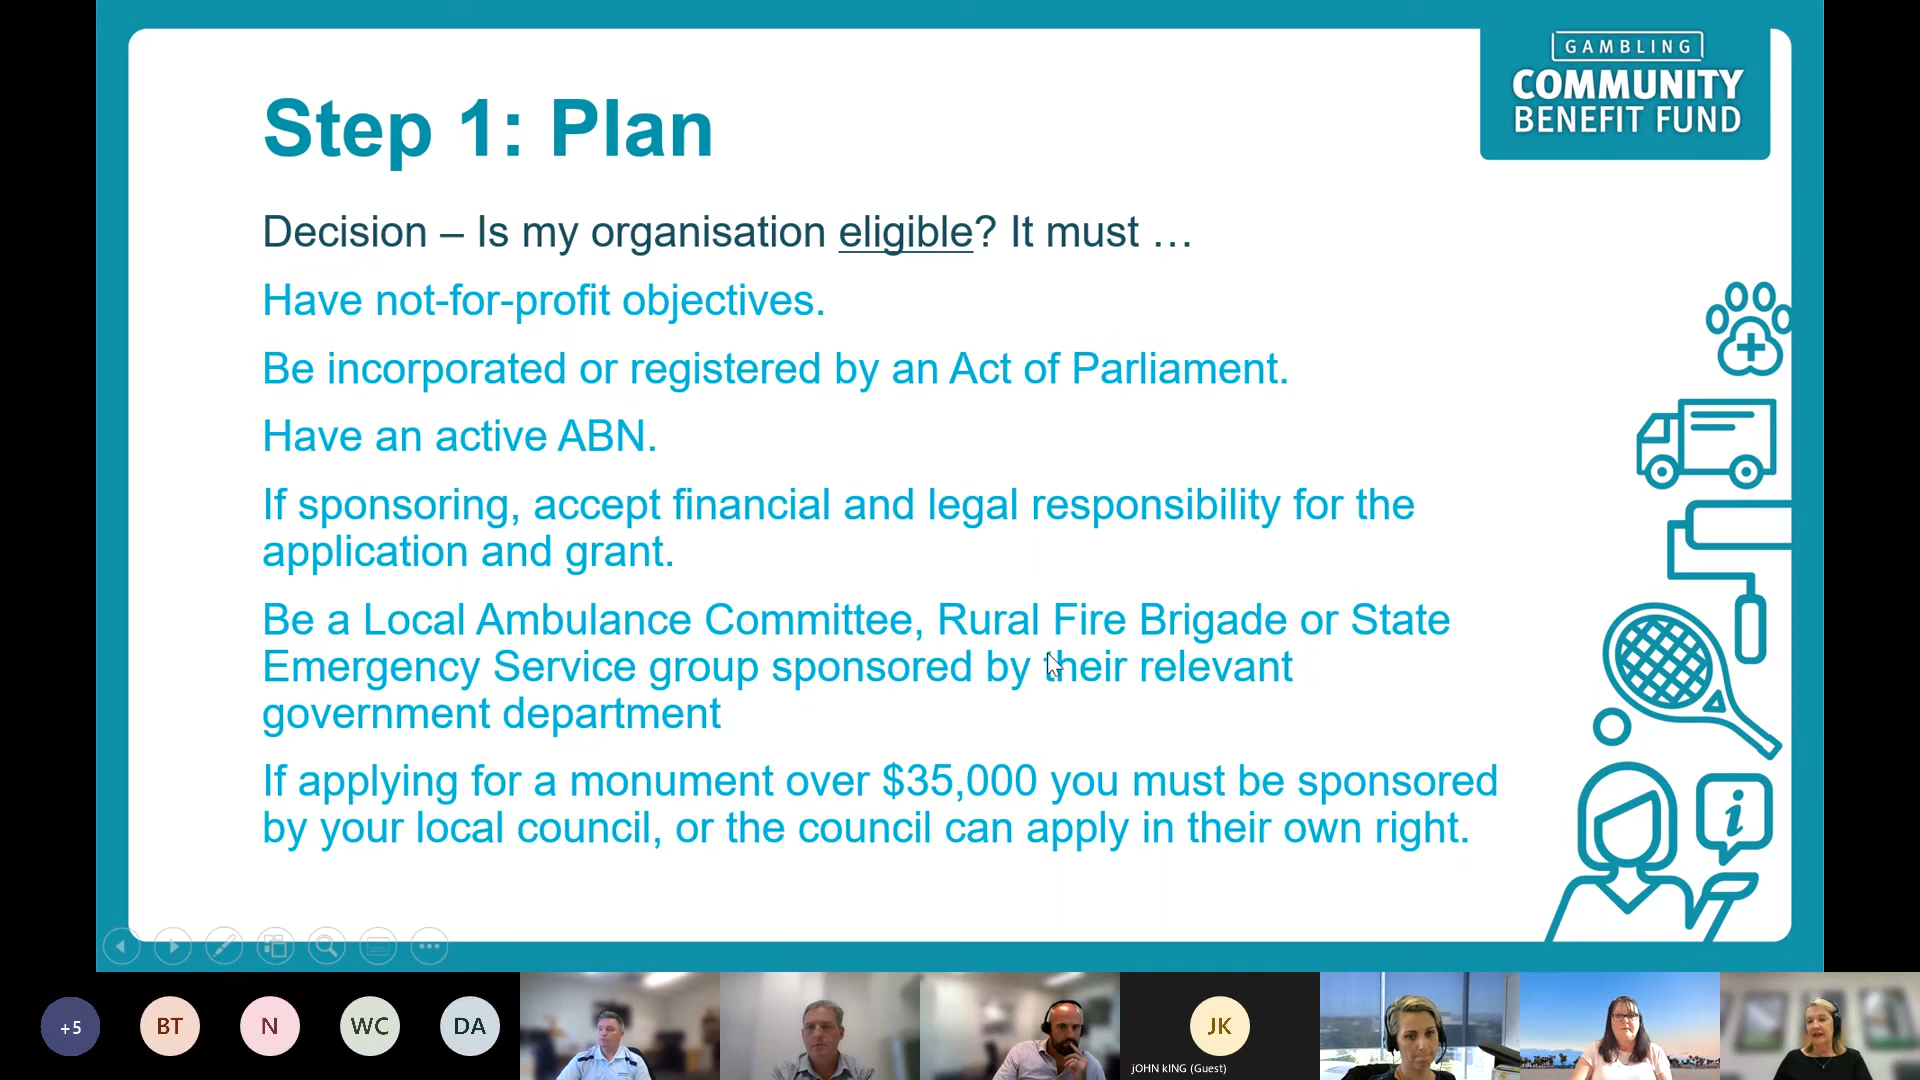 GAMBLING
COMMUNITY
BENEFIT FUND
Step 1: Plan
Decision – Is my organisation eligible? It must …
Have not-for-profit objectives.
Be incorporated or registered by an Act of Parliament.
Have an active ABN.
If sponsoring, accept financial and legal responsibility for the
application and grant.
Be a Local Ambulance Committee, Rural Fire Brigade or State
Emergency Service group sponsored by their relevant
government department
If applying for a monument over $35,000 you must be sponsored
by your local council, or the council can apply in their own right.
i
+5
BT
N
WC
DA
JK
jOHN kING (Guest)